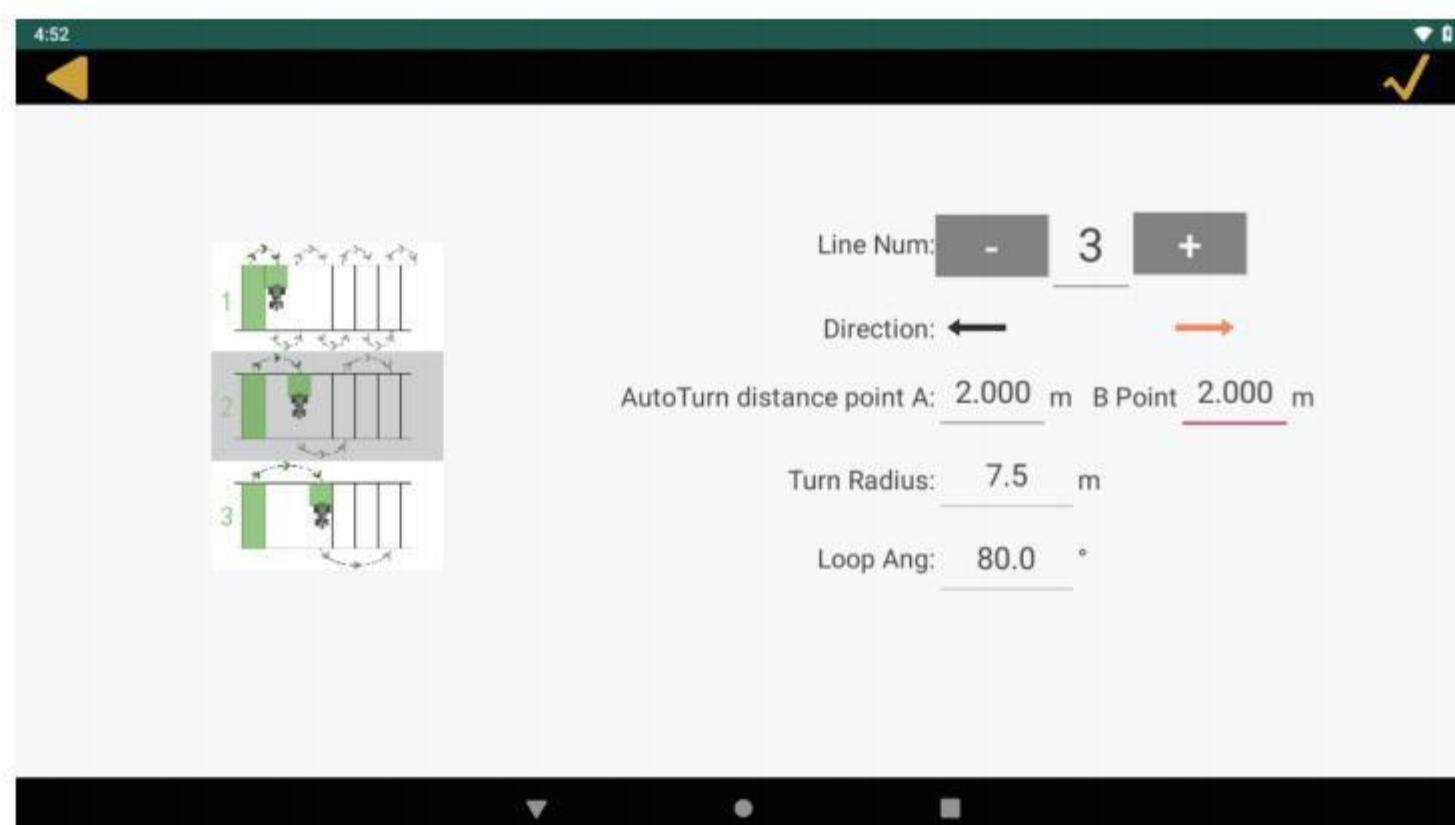 4:52
Line Num: - 3 +
Direction:
AutoTurn distance point A: 2.000 m B Point 2.000 m
Turn Radius: 7.5 m
Loop Ang: 80.0 °
1
2
3